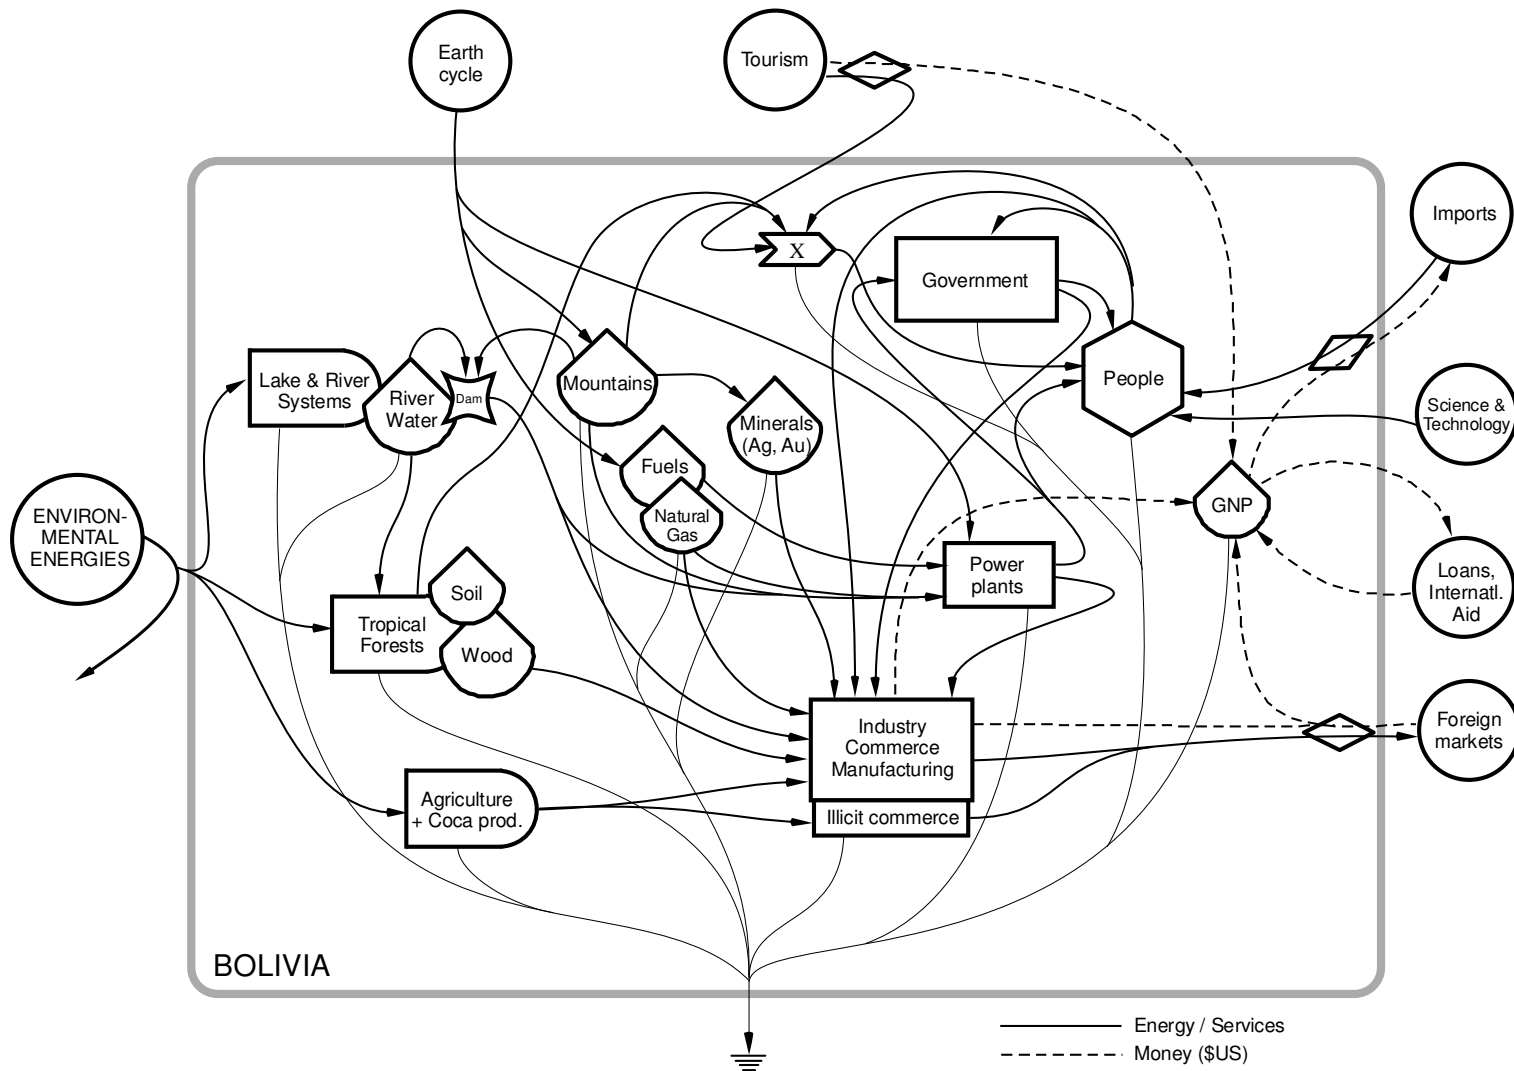 Earth
cycle
Tourism
Imports
X
Government
People
Lake & River
Systems
River
Water
Dam
Mountains
Minerals
(Ag, Au)
Science &
Technology
Fuels
Natural
Gas
GNP
ENVIRON-
MENTAL
ENERGIES
Power
plants
Loans,
Internatl.
Aid
Soil
Tropical
Forests
Wood
Industry
Commerce
Manufacturing
Foreign
markets
Agriculture
+ Coca prod.
Illicit commerce
BOLIVIA
Energy / Services
Money ($US)